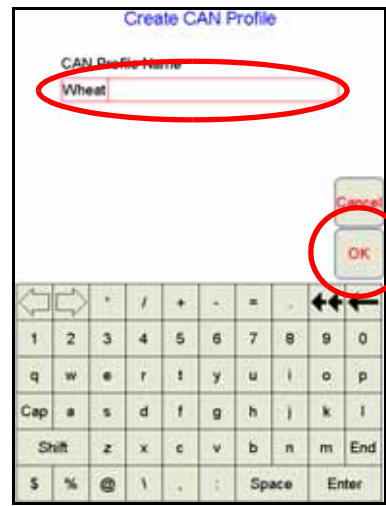 Create CAN Profile
CAN Profile Name
Wheat
Cancel
OK
' / + - = .
1 2 3 4 5 6 7 8 9 0
q w e r t y u i o p
Cap a s d f g h j k l
Shift z x c v b n m End
$ % @ \ , : Space Enter